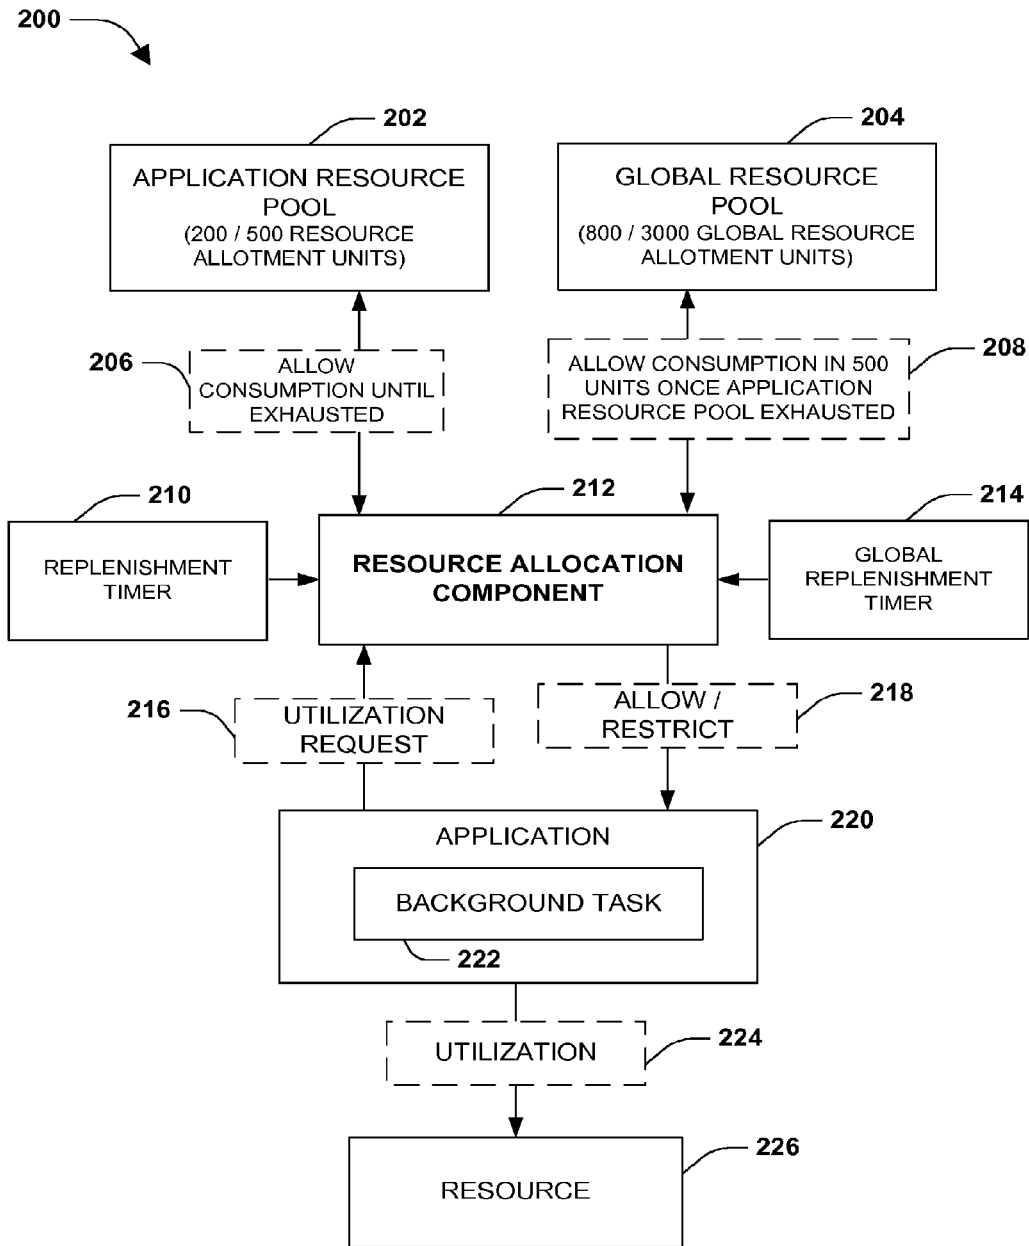 200
202
204
APPLICATION RESOURCE
POOL
(200 / 500 RESOURCE
ALLOTMENT UNITS)
GLOBAL RESOURCE
POOL
(800 / 3000 GLOBAL RESOURCE
ALLOTMENT UNITS)
206
ALLOW
CONSUMPTION UNTIL
EXHAUSTED
ALLOW CONSUMPTION IN 500
UNITS ONCE APPLICATION
RESOURCE POOL EXHAUSTED
208
210
212
214
REPLENISHMENT
TIMER
RESOURCE ALLOCATION
COMPONENT
GLOBAL
REPLENISHMENT
TIMER
216
UTILIZATION
REQUEST
ALLOW /
RESTRICT
218
APPLICATION
220
BACKGROUND TASK
222
UTILIZATION
224
RESOURCE
226